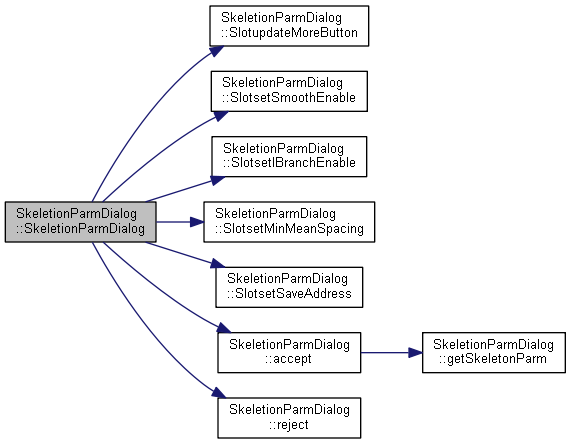 SkeletionParmDialog
::SlotupdateMoreButton
SkeletionParmDialog
::SlotsetSmoothEnable
SkeletionParmDialog
::SlotsetIBranchEnable
SkeletionParmDialog
::SkeletionParmDialog
SkeletionParmDialog
::SlotsetMinMeanSpacing
SkeletionParmDialog
::SlotsetSaveAddress
SkeletionParmDialog
::accept
SkeletionParmDialog
::getSkeletonParm
SkeletionParmDialog
::reject